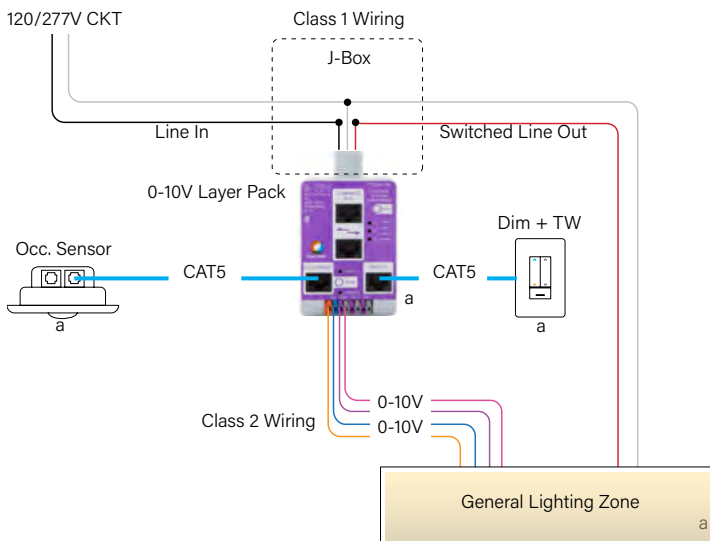 120/277V CKT
Class 1 Wiring
J-Box
Line In
Switched Line Out
0-10V Layer Pack
Dim + TW
Occ. Sensor
CAT5
CAT5
a
a
a
0-10V
Class 2 Wiring
0-10V
General Lighting Zone
a